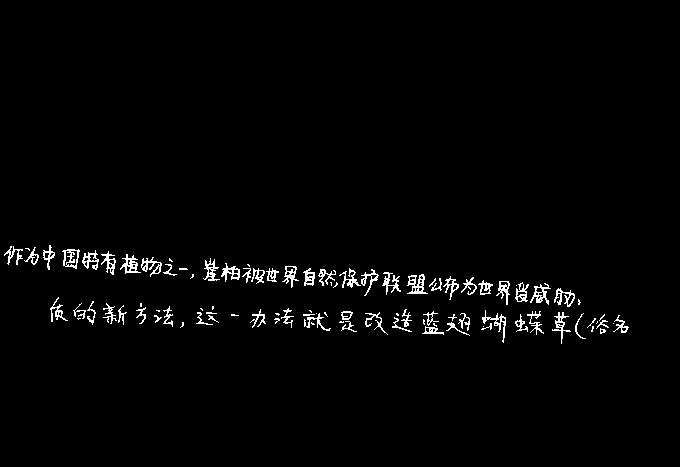 作为中国特有植物之一,崖柏被世界自然保护联盟公布为世界受威胁
质的新方法,这一办法就是改造蓝翅蝴蝶草(俗名